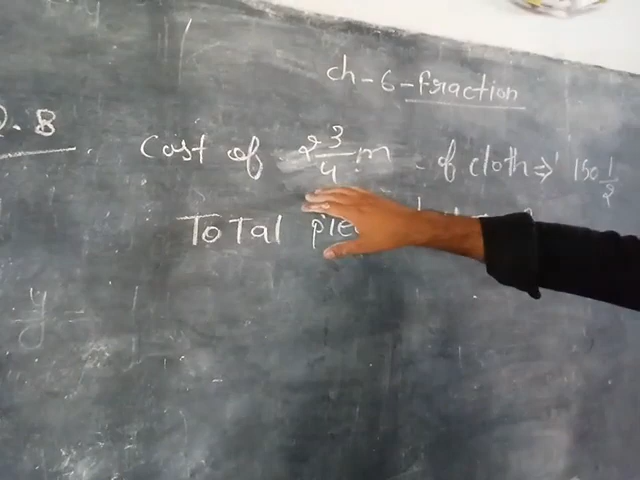 ch-6-fraction
Q. 8
Cost of 2 3/4 m of cloth ⇒ 150 1/2
ToTal
y =